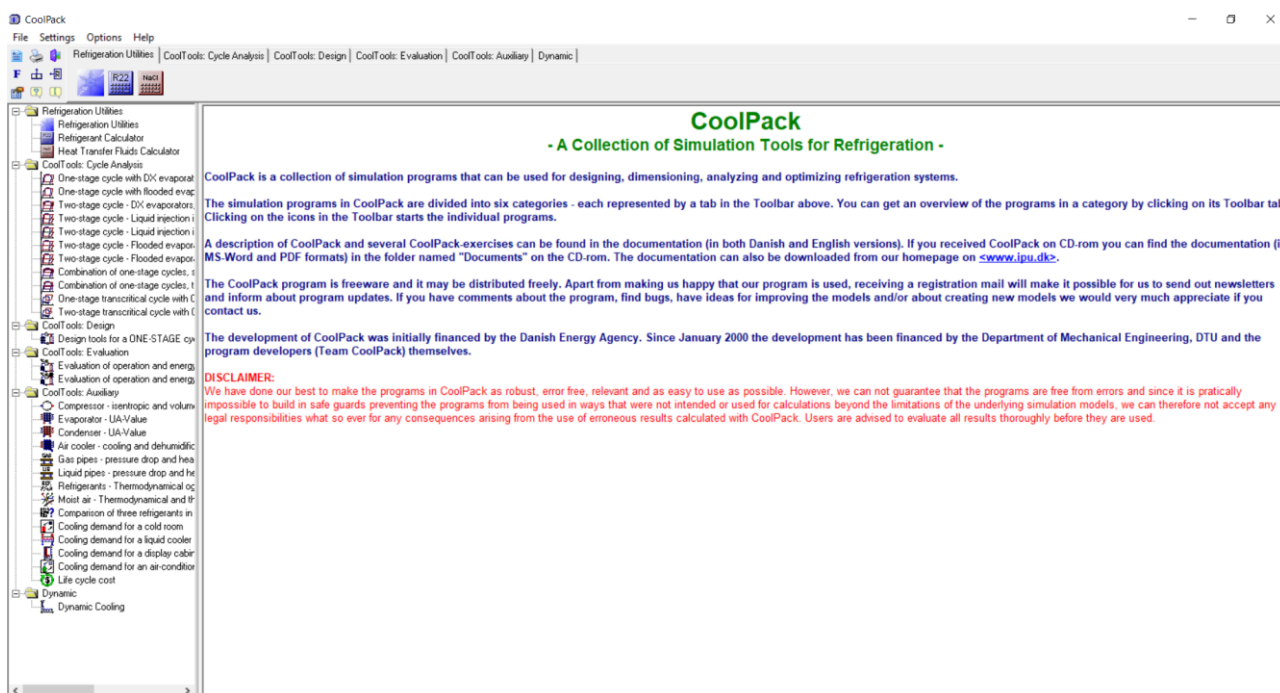 CoolPack
File Settings Options Help
Refrigeration Utilities CoolTools: Cycle Analysis CoolTools: Design CoolTools: Evaluation CoolTools: Auxiliary Dynamic
F
R22 NaCl
Refrigeration Utilities
Refrigeration Utilities
Refrigerant Calculator
Heat Transfer Fluids Calculator
CoolTools: Cycle Analysis
One-stage cycle with DX evaporat
One-stage cycle with flooded evap
Two-stage cycle - DX evaporators,
Two-stage cycle - Liquid injection i
Two-stage cycle - Liquid injection i
Two-stage cycle - Flooded evapor
Two-stage cycle - Flooded evapor
Combination of one-stage cycles, s
Combination of one-stage cycles, t
One-stage transcritical cycle with C
Two-stage transcritical cycle with C
CoolTools: Design
Design tools for a ONE-STAGE cy
CoolTools: Evaluation
Evaluation of operation and energ
Evaluation of operation and energ
CoolTools: Auxiliary
Compressor - isentropic and volum
Evaporator - UA-Value
Condenser - UA-Value
Air cooler - cooling and dehumidific
Gas pipes - pressure drop and hea
Liquid pipes - pressure drop and he
Refrigerants - Thermodynamical og
Moist air - Thermodynamical and th
Comparison of three refrigerants in
Cooling demand for a cold room
Cooling demand for a liquid cooler
Cooling demand for a display cabir
Cooling demand for an air-conditior
Life cycle cost
Dynamic
Dynamic Cooling
CoolPack
- A Collection of Simulation Tools for Refrigeration -
CoolPack is a collection of simulation programs that can be used for designing, dimensioning, analyzing and optimizing refrigeration systems.
The simulation programs in CoolPack are divided into six categories - each represented by a tab in the Toolbar above. You can get an overview of the programs in a category by clicking on its Toolbar tal
Clicking on the icons in the Toolbar starts the individual programs.
A description of CoolPack and several CoolPack-exercises can be found in the documentation (in both Danish and English versions). If you received CoolPack on CD-rom you can find the documentation (i
MS-Word and PDF formats) in the folder named "Documents" on the CD-rom. The documentation can also be downloaded from our homepage on <www.ipu.dk>.
The CoolPack program is freeware and it may be distributed freely. Apart from making us happy that our program is used, receiving a registration mail will make it possible for us to send out newsletters
and inform about program updates. If you have comments about the program, find bugs, have ideas for improving the models and/or about creating new models we would very much appreciate if you
contact us.
The development of CoolPack was initially financed by the Danish Energy Agency. Since January 2000 the development has been financed by the Department of Mechanical Engineering, DTU and the
program developers (Team CoolPack) themselves.
DISCLAIMER:
We have done our best to make the programs in CoolPack as robust, error free, relevant and as easy to use as possible. However, we can not guarantee that the programs are free from errors and since it is pratically
impossible to build in safe guards preventing the programs from being used in ways that were not intended or used for calculations beyond the limitations of the underlying simulation models, we can therefore not accept any
legal responsibilities what so ever for any consequences arising from the use of erroneous results calculated with CoolPack. Users are advised to evaluate all results thoroughly before they are used.